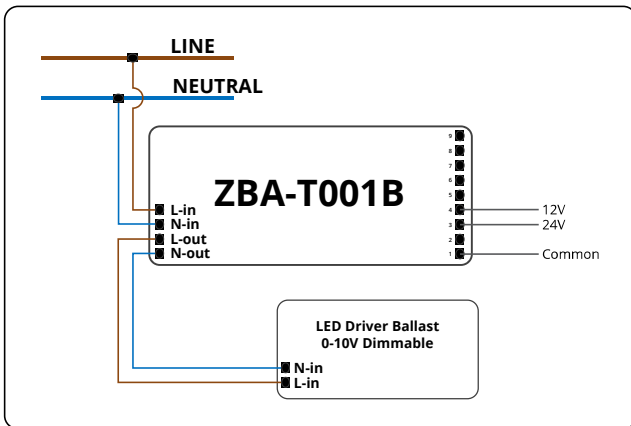 LINE
NEUTRAL
ZBA-T001B
L-in
N-in
L-out
N-out
9
8
7
6
5
4
3
2
1
12V
24V
Common
LED Driver Ballast
0-10V Dimmable
N-in
L-in